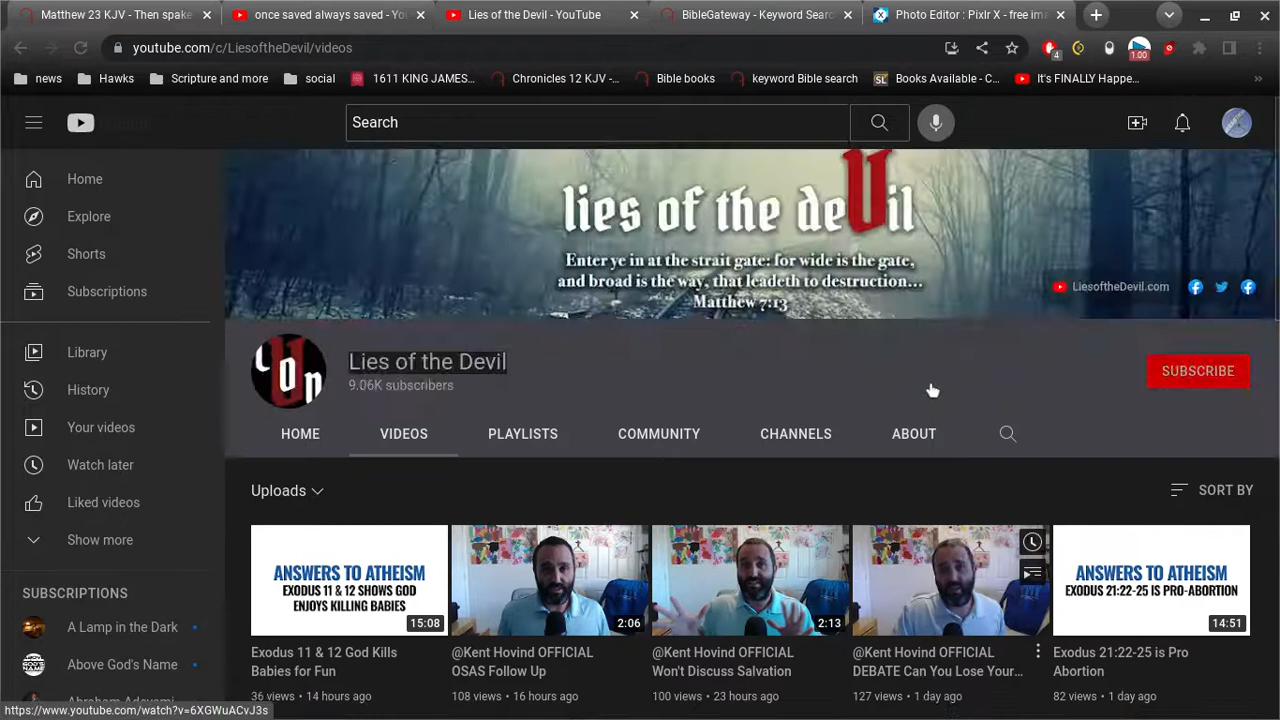 Matthew 23 KJV - Then spake
once saved always saved - Yo
Lies of the Devil - YouTube
BibleGateway - Keyword Sear
Photo Editor : Pixlr X - free im
youtube.com/c/LiesoftheDevil/videos
4
1.00
news
Hawks
Scripture and more
social
1611 KING JAMES...
Chronicles 12 KJV -...
Bible books
keyword Bible search
Books Available - C...
It's FINALLY Happe...
Search
Home
Explore
Shorts
Subscriptions
Library
History
Your videos
Watch later
Liked videos
Show more
SUBSCRIPTIONS
A Lamp in the Dark
Above God's Name
lies of the deVil
Enter ye in at the strait gate: for wide is the gate,
and broad is the way, that leadeth to destruction...
Matthew 7:13
LiesoftheDevil.com
Lies of the Devil
9.06K subscribers
SUBSCRIBE
HOME
VIDEOS
PLAYLISTS
COMMUNITY
CHANNELS
ABOUT
Uploads
SORT BY
ANSWERS TO ATHEISM
EXODUS 11 & 12 SHOWS GOD
ENJOYS KILLING BABIES
15:08
2:06
2:13
ANSWERS TO ATHEISM
EXODUS 21:22-25 IS PRO-ABORTION
14:51
Exodus 11 & 12 God Kills
Babies for Fun
36 views • 14 hours ago
@Kent Hovind OFFICIAL
OSAS Follow Up
108 views • 16 hours ago
@Kent Hovind OFFICIAL
Won't Discuss Salvation
100 views • 23 hours ago
@Kent Hovind OFFICIAL
DEBATE Can You Lose Your...
127 views • 1 day ago
Exodus 21:22-25 is Pro
Abortion
82 views • 1 day ago
https://www.youtube.com/watch?v=6XGWuACvJ3s